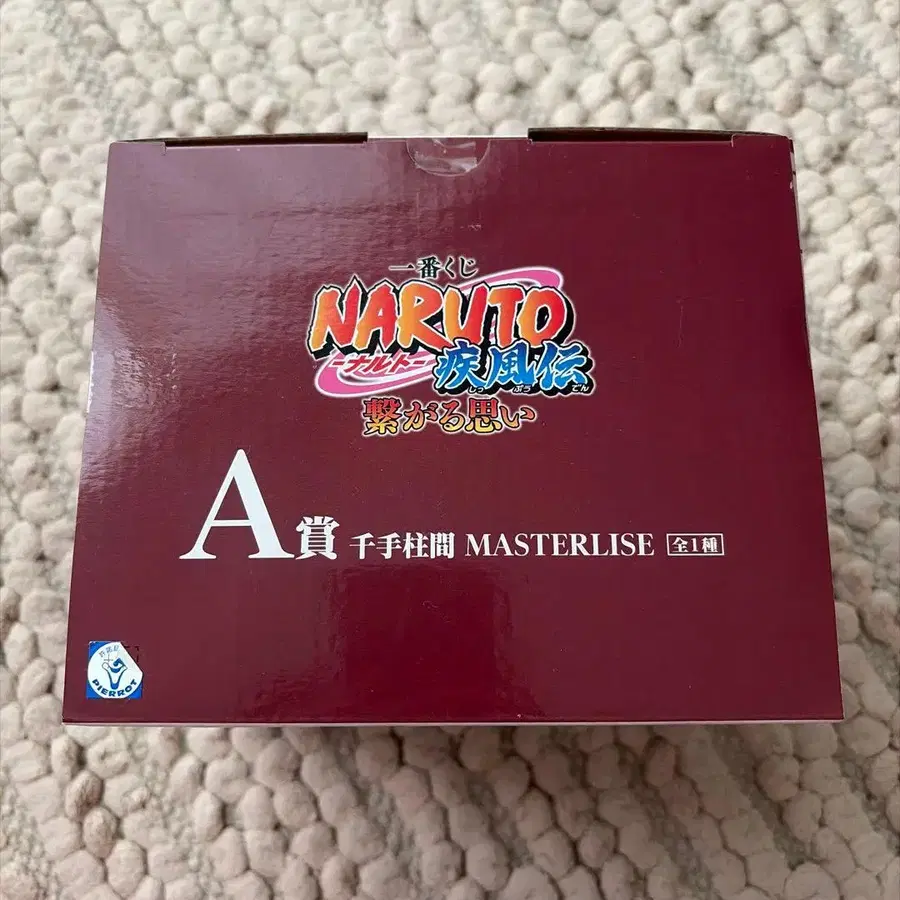 一番くじ
NARUTO
-ナルト-
疾風伝
しっ ぷう でん
繋がる思い
A賞 千手柱間 MASTERLISE 全1種
PIERROT